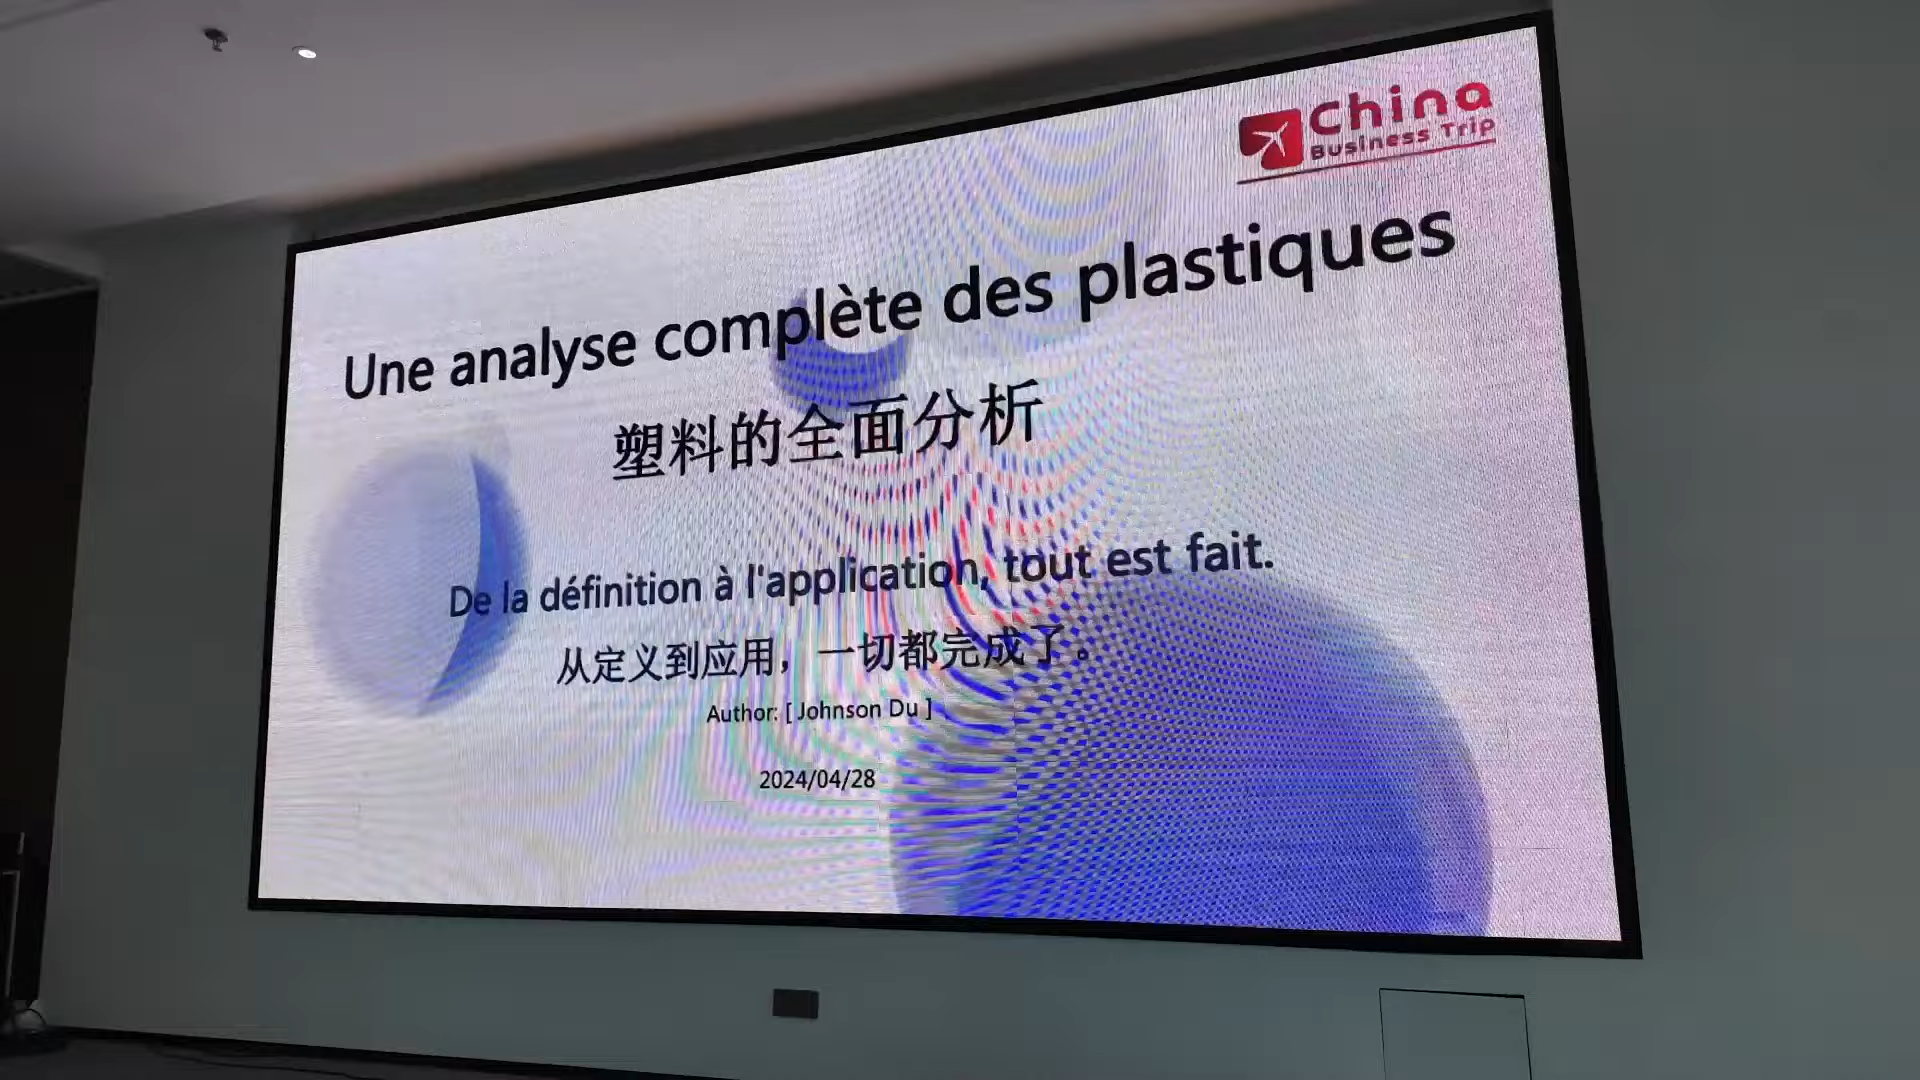 China
Business Trip
Une analyse complète des plastiques
塑料的全面分析
De la définition à l'application, tout est fait.
从定义到应用，一切都完成了。
Author: [ Johnson Du ]
2024/04/28